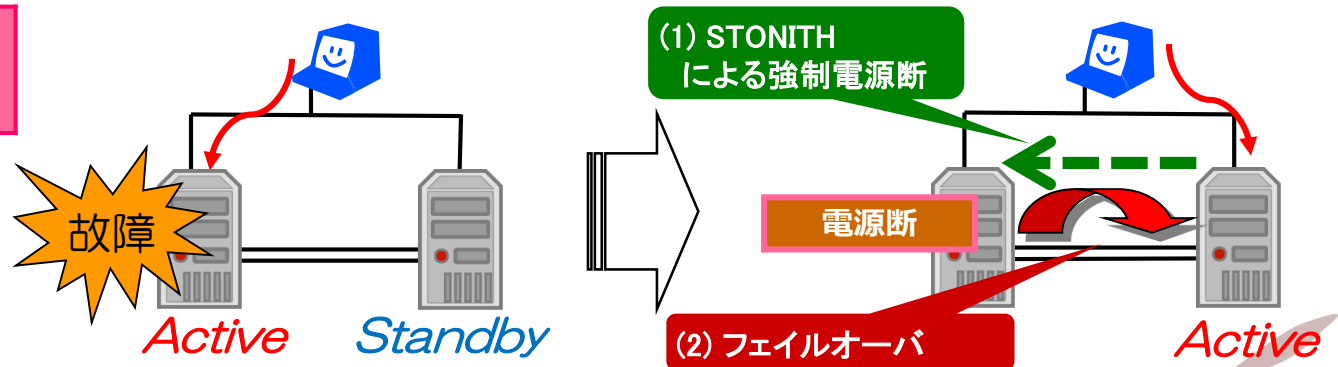 故障
Active
Standby
(1) STONITH
による強制電源断
電源断
(2) フェイルオーバ
Active